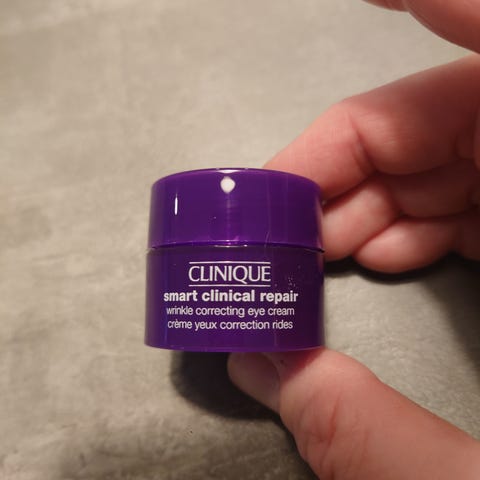 CLINIQUE
smart clinical repair
wrinkle correcting eye cream
crème yeux correction rides